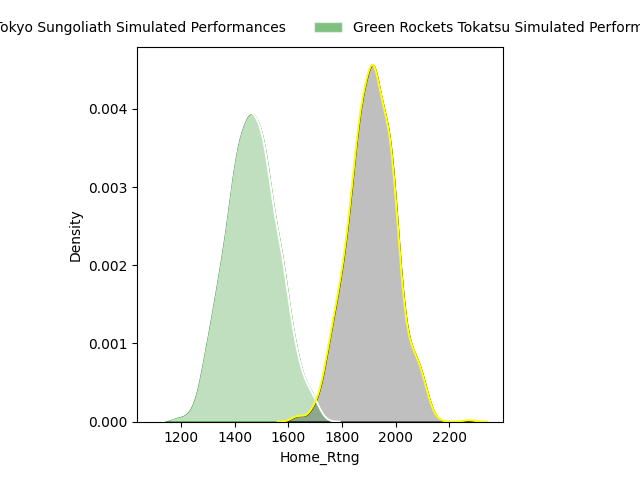 Tokyo Sungoliath Simulated Performances
Green Rockets Tokatsu Simulated Perform
0.004
0.003
0.002
0.001
0.000
Density
1200 1400 1600 1800 2000 2200
Home_Rtng